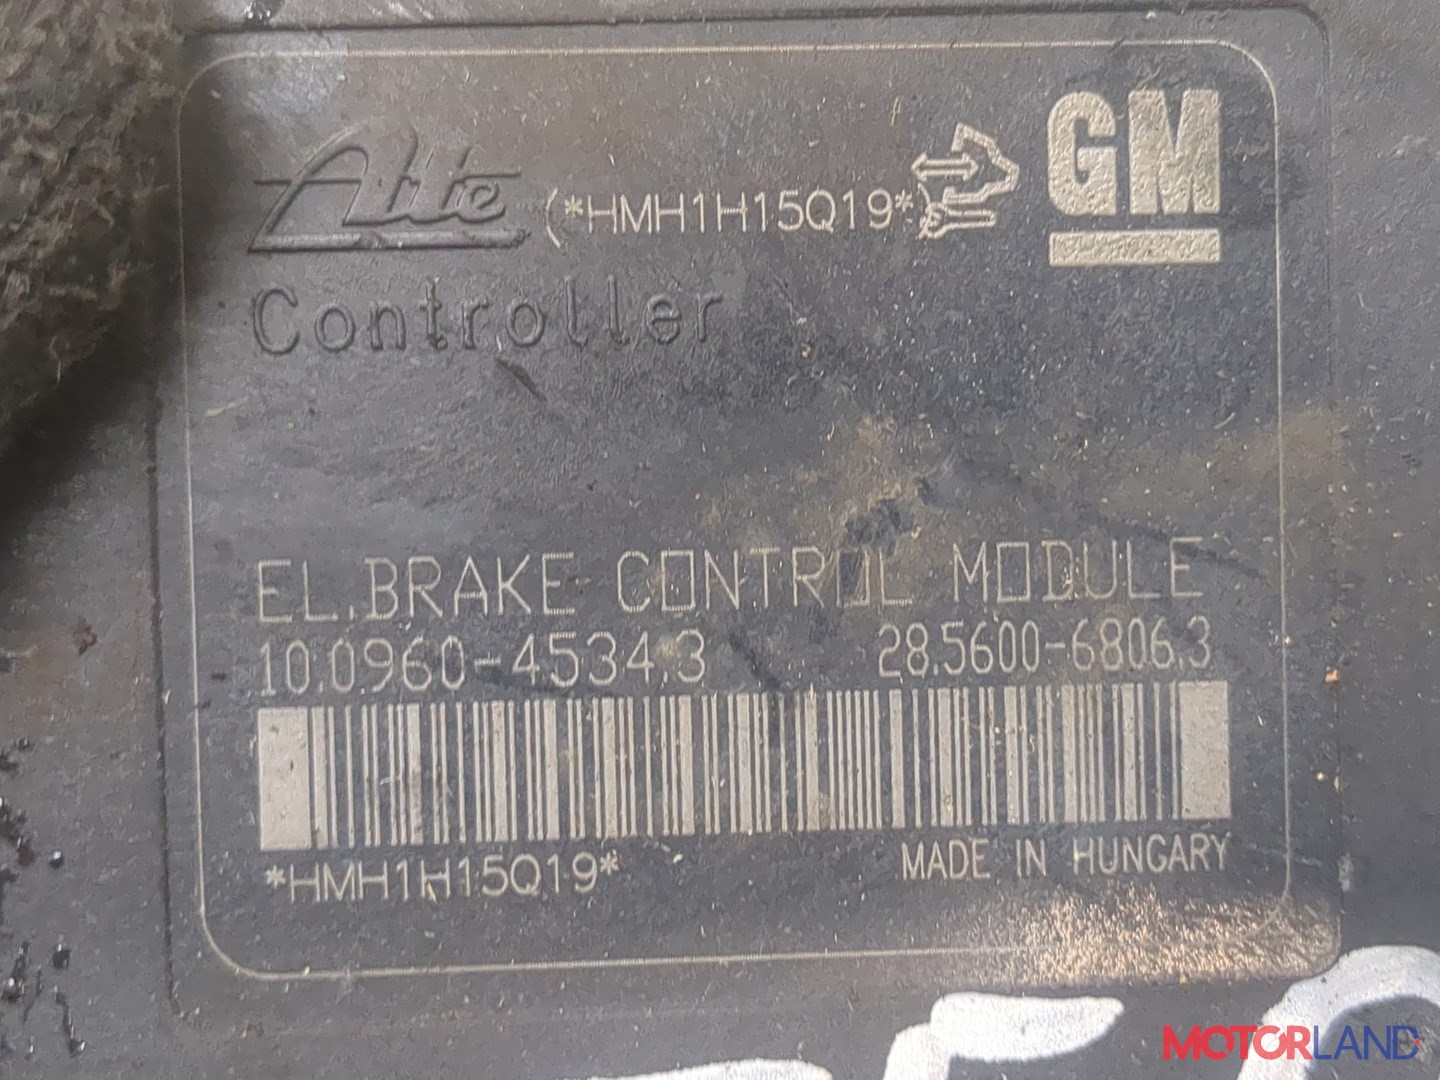 Ate (*HMH1H15Q19* GM
Controller
EL.BRAKE CONTROL MODULE
10.0960-4534.3 28.5600-6806.3
*HMH1H15Q19* MADE IN HUNGARY
MOTORLAND